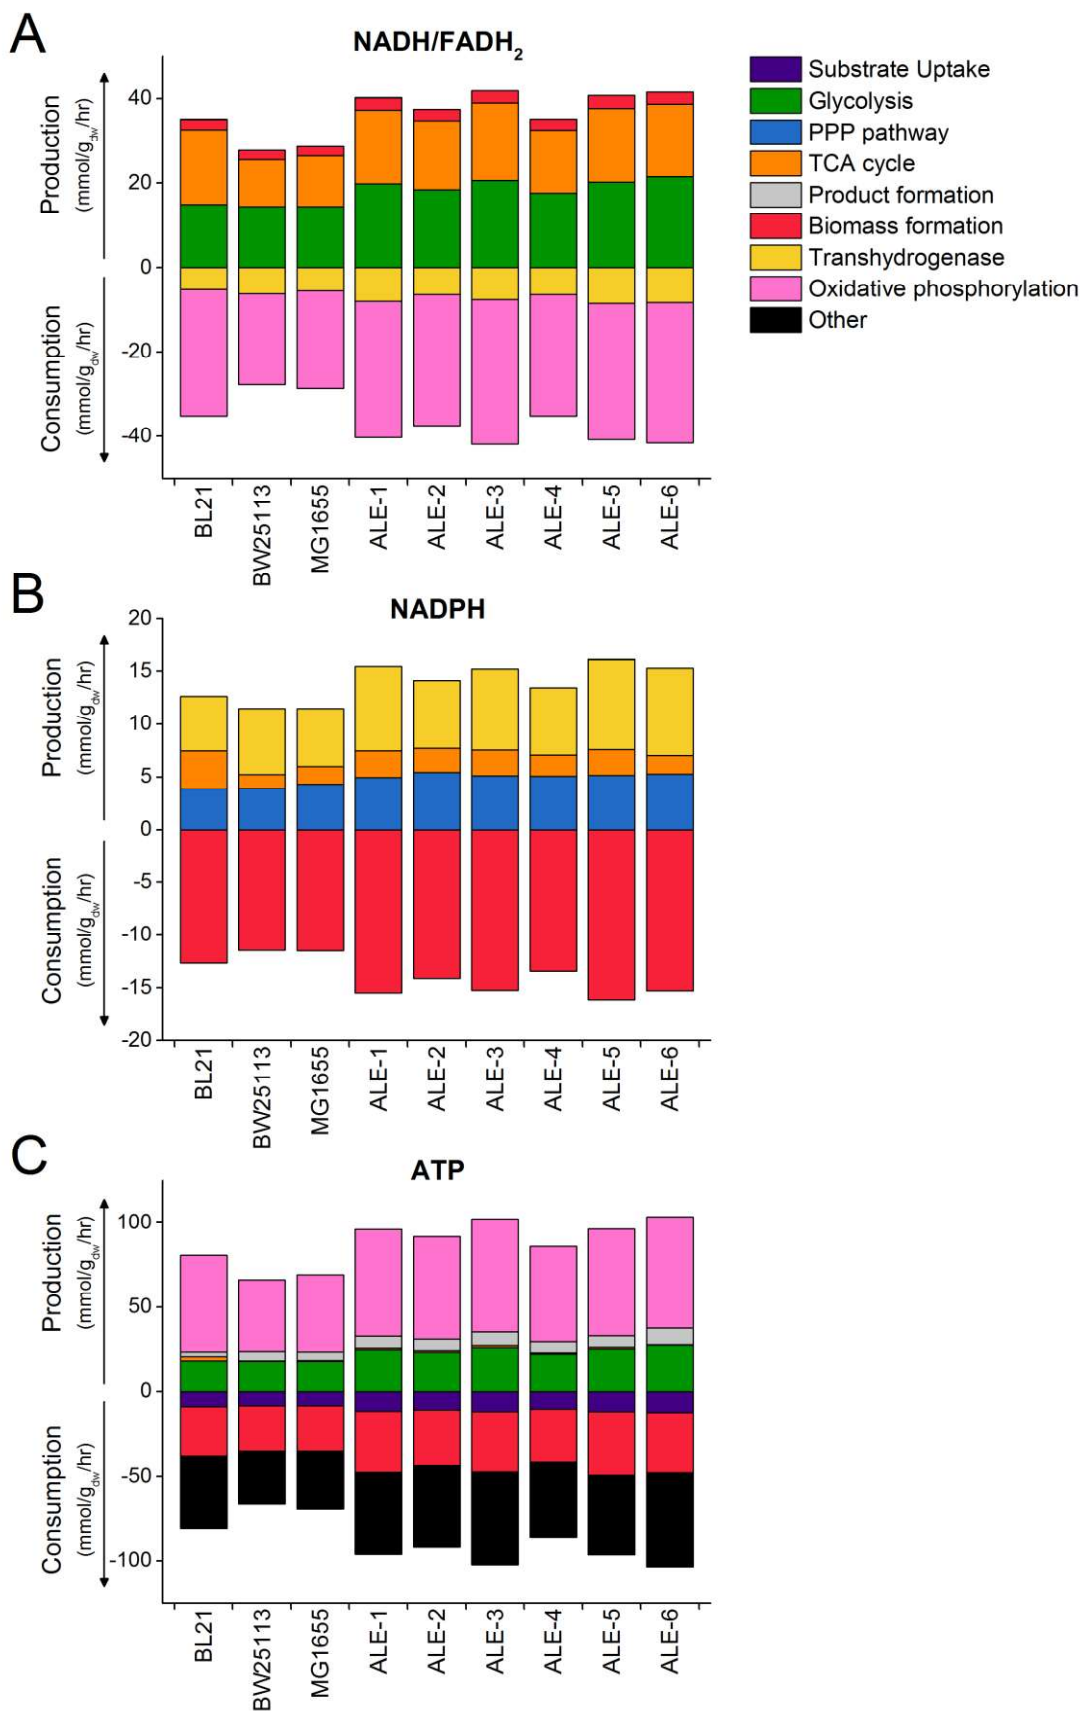 A
NADH/FADH2
Production
(mmol/gdw/hr)
Consumption
(mmol/gdw/hr)
40
20
0
-20
-40
BL21
BW25113
MG1655
ALE-1
ALE-2
ALE-3
ALE-4
ALE-5
ALE-6
Substrate Uptake
Glycolysis
PPP pathway
TCA cycle
Product formation
Biomass formation
Transhydrogenase
Oxidative phosphorylation
Other
B
NADPH
Production
(mmol/gdw/hr)
Consumption
(mmol/gdw/hr)
20
15
10
5
0
-5
-10
-15
-20
BL21
BW25113
MG1655
ALE-1
ALE-2
ALE-3
ALE-4
ALE-5
ALE-6
C
ATP
Production
(mmol/gdw/hr)
Consumption
(mmol/gdw/hr)
100
50
0
-50
-100
BL21
BW25113
MG1655
ALE-1
ALE-2
ALE-3
ALE-4
ALE-5
ALE-6